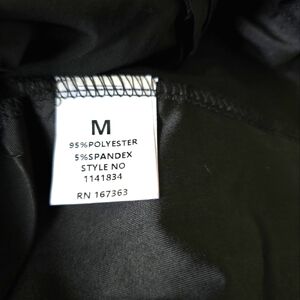 M
95%POLYESTER
5%SPANDEX
STYLE NO
1141834
RN 167363